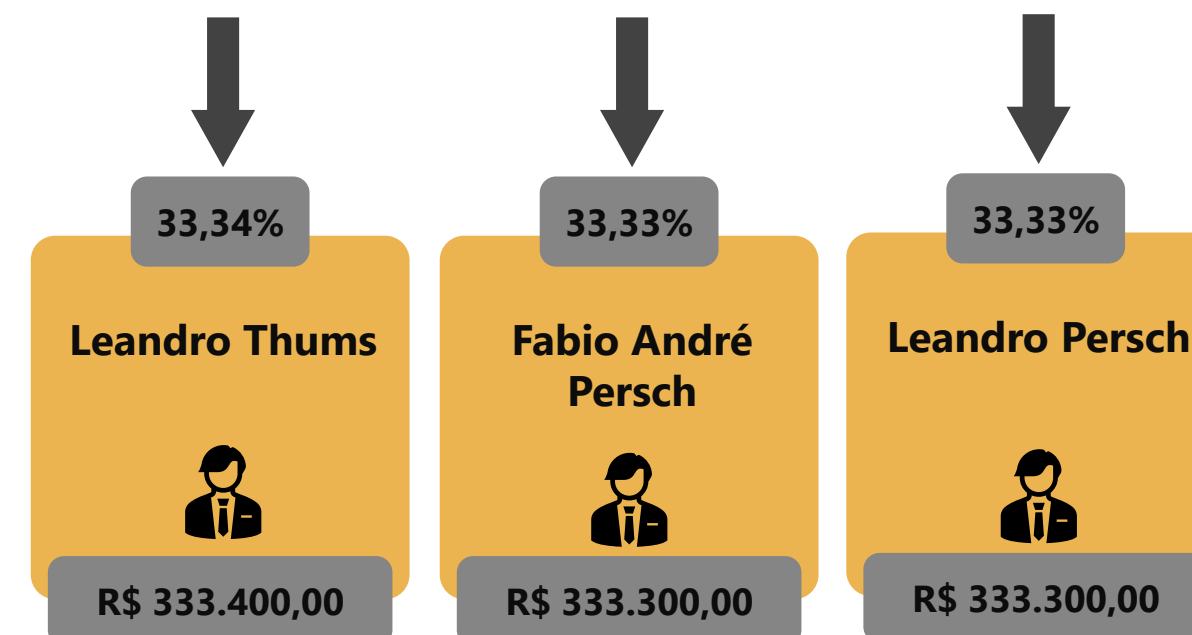 33,34%
Leandro Thums
R$ 333.400,00
33,33%
Fabio André
Persch
R$ 333.300,00
33,33%
Leandro Persch
R$ 333.300,00